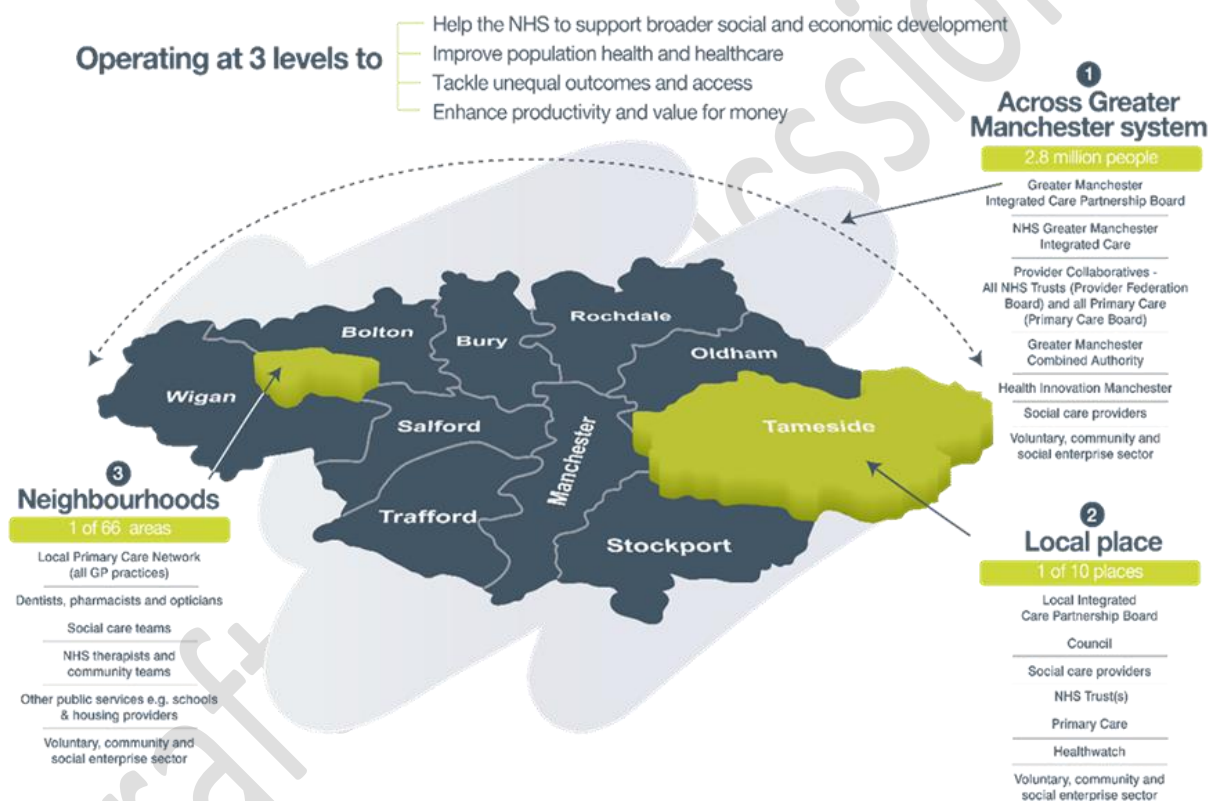 Operating at 3 levels to
Help the NHS to support broader social and economic development
Improve population health and healthcare
Tackle unequal outcomes and access
Enhance productivity and value for money
1
Across Greater
Manchester system
2.8 million people
Greater Manchester
Integrated Care Partnership Board
NHS Greater Manchester
Integrated Care
Provider Collaboratives -
All NHS Trusts (Provider Federation
Board) and all Primary Care
(Primary Care Board)
Greater Manchester
Combined Authority
Health Innovation Manchester
Social care providers
Voluntary, community and
social enterprise sector
Wigan
Bolton
Bury
Rochdale
Oldham
Salford
Manchester
Tameside
Trafford
Stockport
3
Neighbourhoods
1 of 66 areas
Local Primary Care Network
(all GP practices)
Dentists, pharmacists and opticians
Social care teams
NHS therapists and
community teams
Other public services e.g. schools
& housing providers
Voluntary, community and
social enterprise sector
2
Local place
1 of 10 places
Local Integrated
Care Partnership Board
Council
Social care providers
NHS Trust(s)
Primary Care
Healthwatch
Voluntary, community and
social enterprise sector